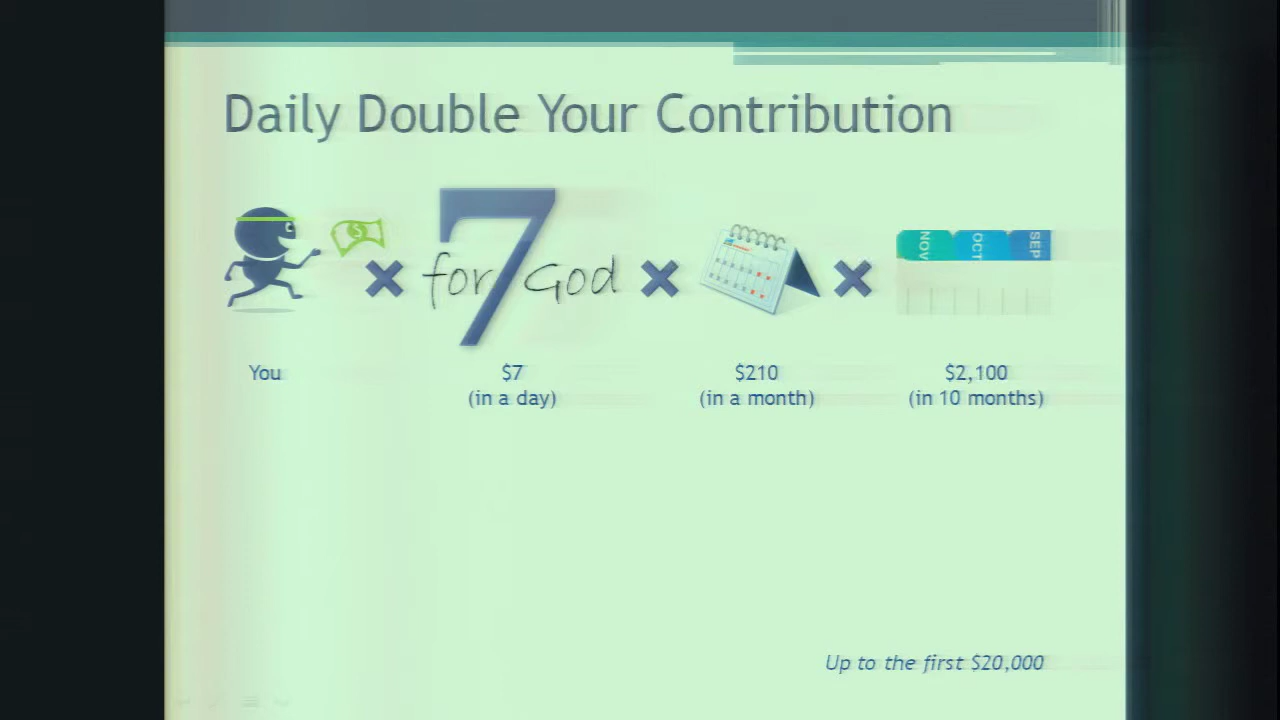 Daily Double Your Contribution
$
for 7 God
NOV OCT SEP
You
$7
(in a day)
$210
(in a month)
$2,100
(in 10 months)
Up to the first $20,000